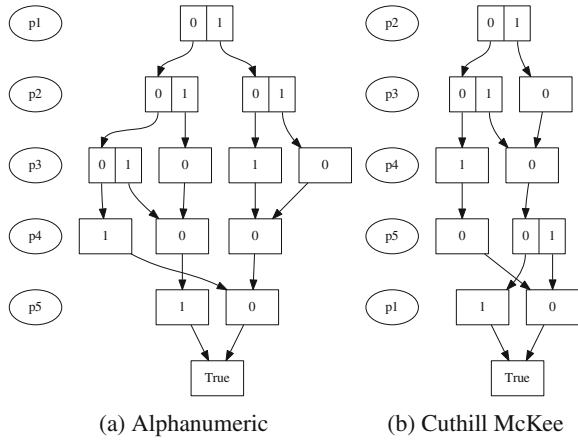 p1 0 1 p2 0 1
p2 0 1 0 1 p3 0 1 0
p3 0 1 0 1 0 p4 1 0
p4 1 0 0 p5 0 0 1
p5 1 0 p1 1 0
True True
(a) Alphanumeric (b) Cuthill McKee